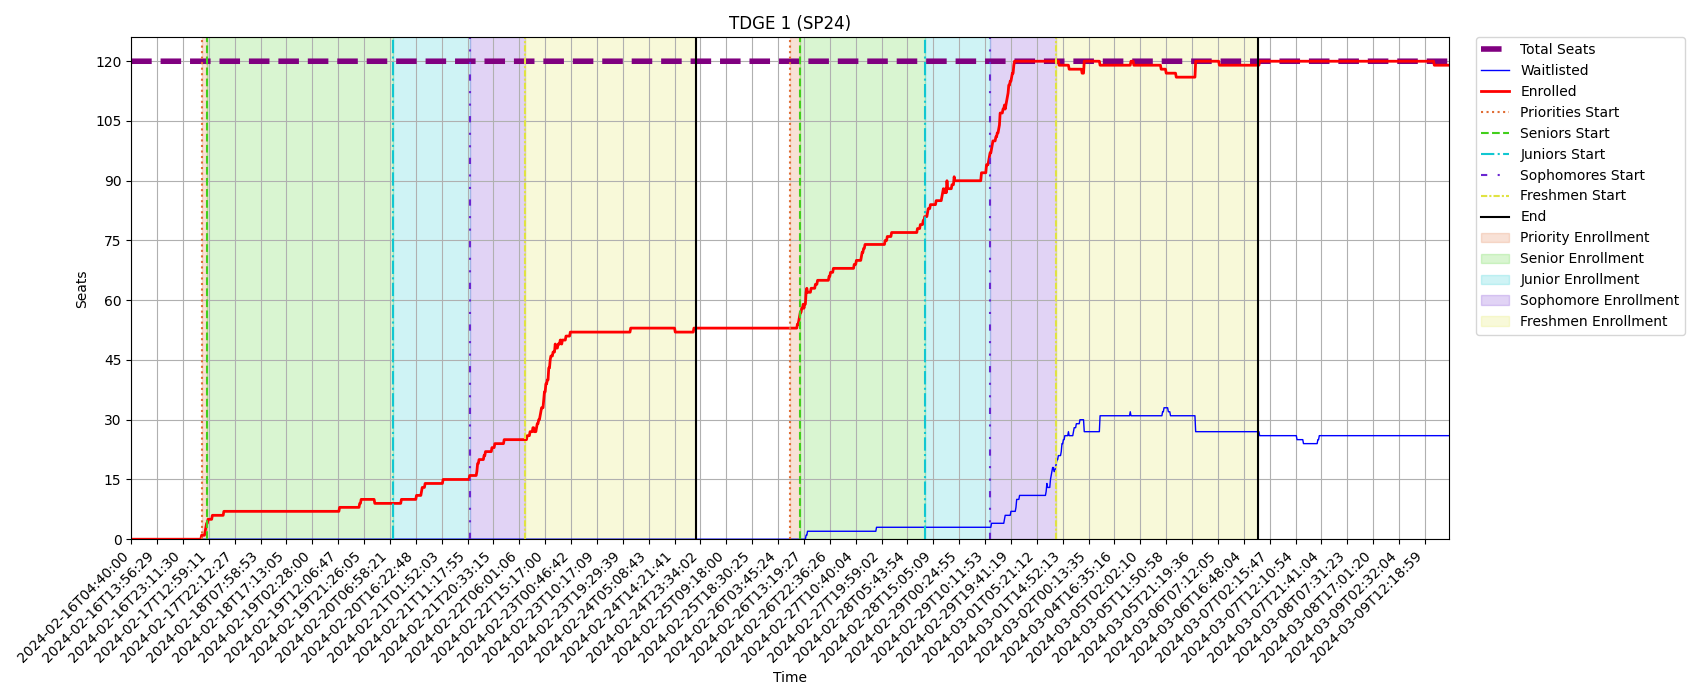 TDGE 1 (SP24)
Seats
120
105
90
75
60
45
30
15
0
2024-02-16T04:40:00
2024-02-16T13:56:29
2024-02-16T23:11:30
2024-02-17T12:59:11
2024-02-17T22:12:27
2024-02-18T07:58:53
2024-02-18T17:13:05
2024-02-19T02:28:00
2024-02-19T12:06:47
2024-02-19T21:26:05
2024-02-20T06:58:21
2024-02-20T16:22:48
2024-02-21T01:52:03
2024-02-21T11:17:55
2024-02-21T20:33:15
2024-02-22T06:01:06
2024-02-22T15:17:00
2024-02-23T00:46:42
2024-02-23T10:17:09
2024-02-23T19:29:39
2024-02-24T05:08:43
2024-02-24T14:21:41
2024-02-24T23:34:02
2024-02-25T09:18:00
2024-02-25T18:30:25
2024-02-26T03:45:24
2024-02-26T13:19:27
2024-02-26T22:36:26
2024-02-27T10:40:04
2024-02-27T19:59:02
2024-02-28T05:43:54
2024-02-28T15:05:09
2024-02-29T00:24:55
2024-02-29T10:11:53
2024-02-29T19:41:19
2024-03-01T05:21:12
2024-03-01T14:52:13
2024-03-04T00:13:35
2024-03-04T16:35:16
2024-03-05T02:02:10
2024-03-05T11:50:58
2024-03-05T21:19:36
2024-03-06T07:12:05
2024-03-06T16:48:04
2024-03-07T02:15:47
2024-03-07T12:10:54
2024-03-07T21:41:04
2024-03-08T07:31:23
2024-03-08T17:01:20
2024-03-09T02:32:04
2024-03-09T12:18:59
Time
Total Seats
Waitlisted
Enrolled
Priorities Start
Seniors Start
Juniors Start
Sophomores Start
Freshmen Start
End
Priority Enrollment
Senior Enrollment
Junior Enrollment
Sophomore Enrollment
Freshmen Enrollment